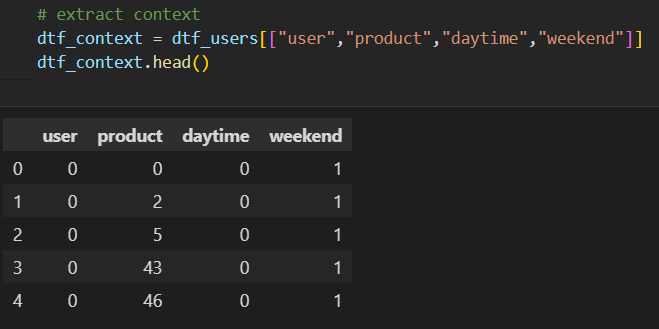 # extract context
dtf_context = dtf_users[["user","product","daytime","weekend"]]
dtf_context.head()
user product daytime weekend
0 0 0 0 1
1 0 2 0 1
2 0 5 0 1
3 0 43 0 1
4 0 46 0 1